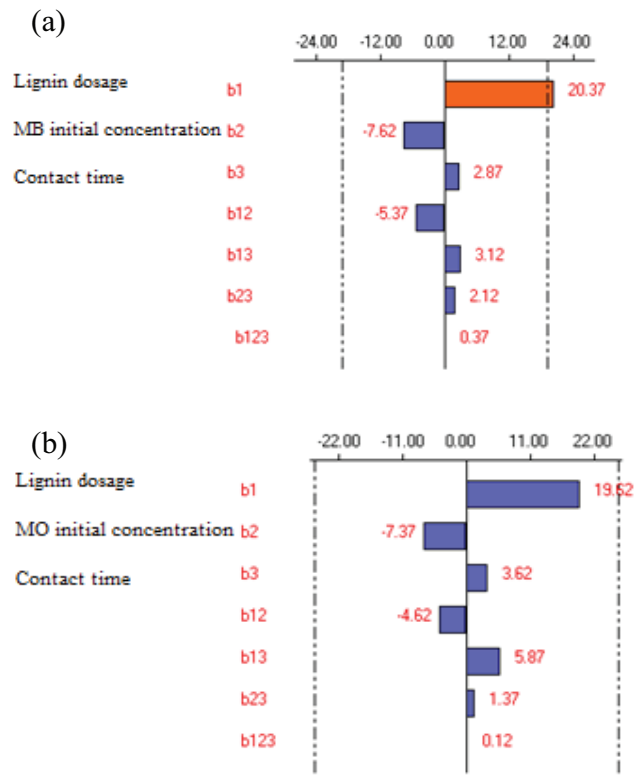 (a)
-24.00 -12.00 0.00 12.00 24.00
Lignin dosage b1 20.37
MB initial concentration b2 -7.62
Contact time b3 2.87
b12 -5.37
b13 3.12
b23 2.12
b123 0.37
(b)
-22.00 -11.00 0.00 11.00 22.00
Lignin dosage b1 19.62
MO initial concentration b2 -7.37
Contact time b3 3.62
b12 -4.62
b13 5.87
b23 1.37
b123 0.12